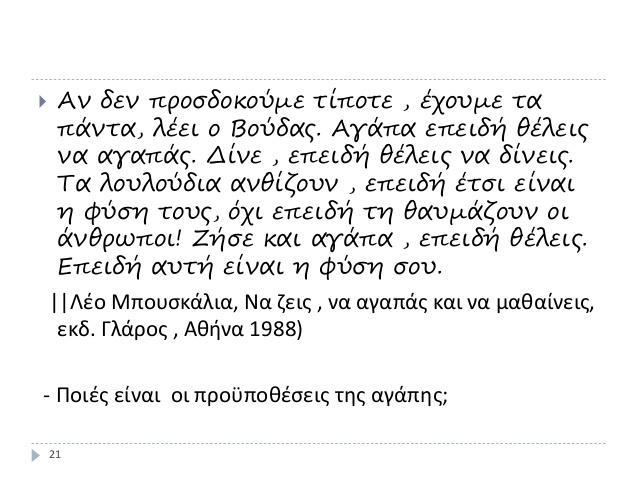 Αν δεν προσδοκούμε τίποτε , έχουμε τα
πάντα, λέει ο Βούδας. Αγάπα επειδή θέλεις
να αγαπάς. Δίνε , επειδή θέλεις να δίνεις.
Τα λουλούδια ανθίζουν , επειδή έτσι είναι
η φύση τους, όχι επειδή τη θαυμάζουν οι
άνθρωποι! Ζήσε και αγάπα , επειδή θέλεις.
Επειδή αυτή είναι η φύση σου.
||Λέο Μπουσκάλια, Να ζεις , να αγαπάς και να μαθαίνεις,
εκδ. Γλάρος , Αθήνα 1988)
- Ποιές είναι οι προϋποθέσεις της αγάπης;
21